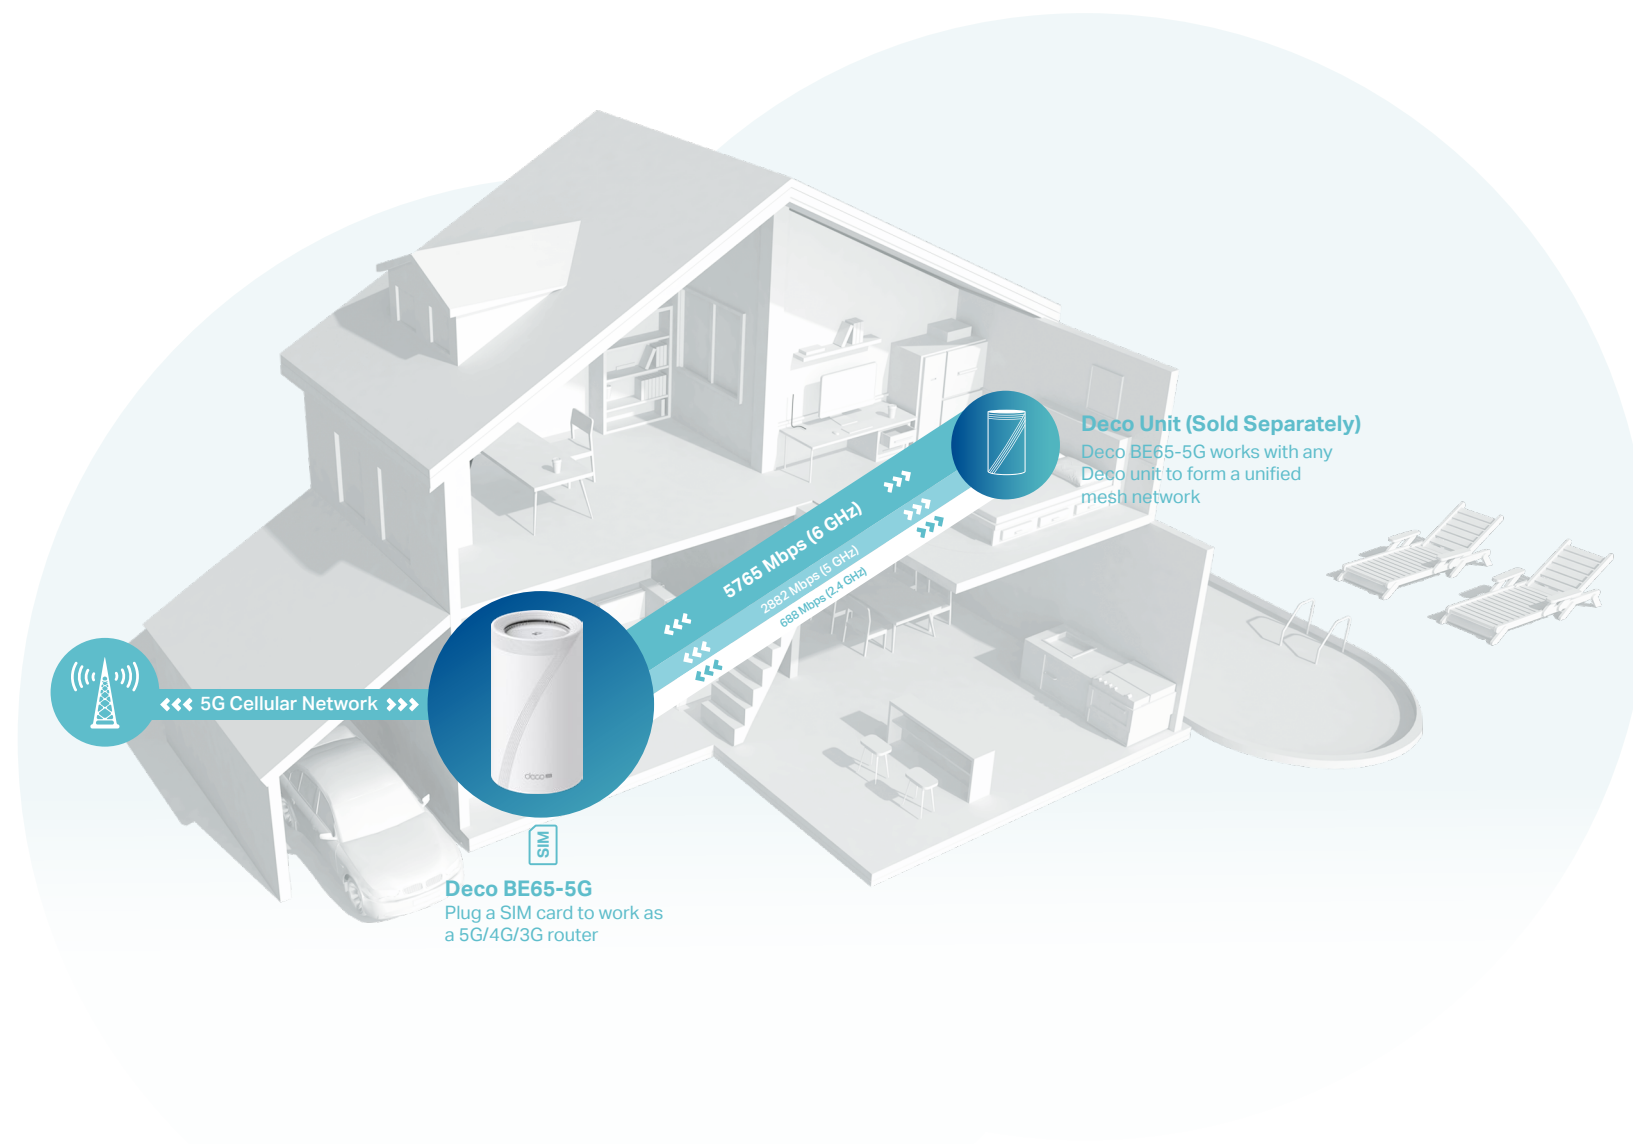 Deco Unit (Sold Separately)
Deco BE65-5G works with any
Deco unit to form a unified
mesh network
5765 Mbps (6 GHz)
2882 Mbps (5 GHz)
688 Mbps (2.4 GHz)
5G Cellular Network
deco
SIM
Deco BE65-5G
Plug a SIM card to work as
a 5G/4G/3G router